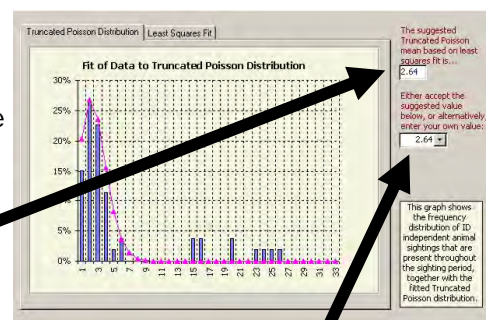 Truncated Poisson Distribution
Least Squares Fit
Fit of Data to Truncated Poisson Distribution
30%
25%
20%
15%
10%
5%
0%
1 3 5 7 9 11 13 15 17 19 21 23 25 27 29 31 33
The suggested
Truncated Poisson
mean based on least
squares fit is...
2.64
Either accept the
suggested value
below, or alternatively,
enter your own value:
2.64
This graph shows
the frequency
distribution of ID
independent animal
sightings that are
present throughout
the sighting period,
together with the
fitted Truncated
Poisson distribution.